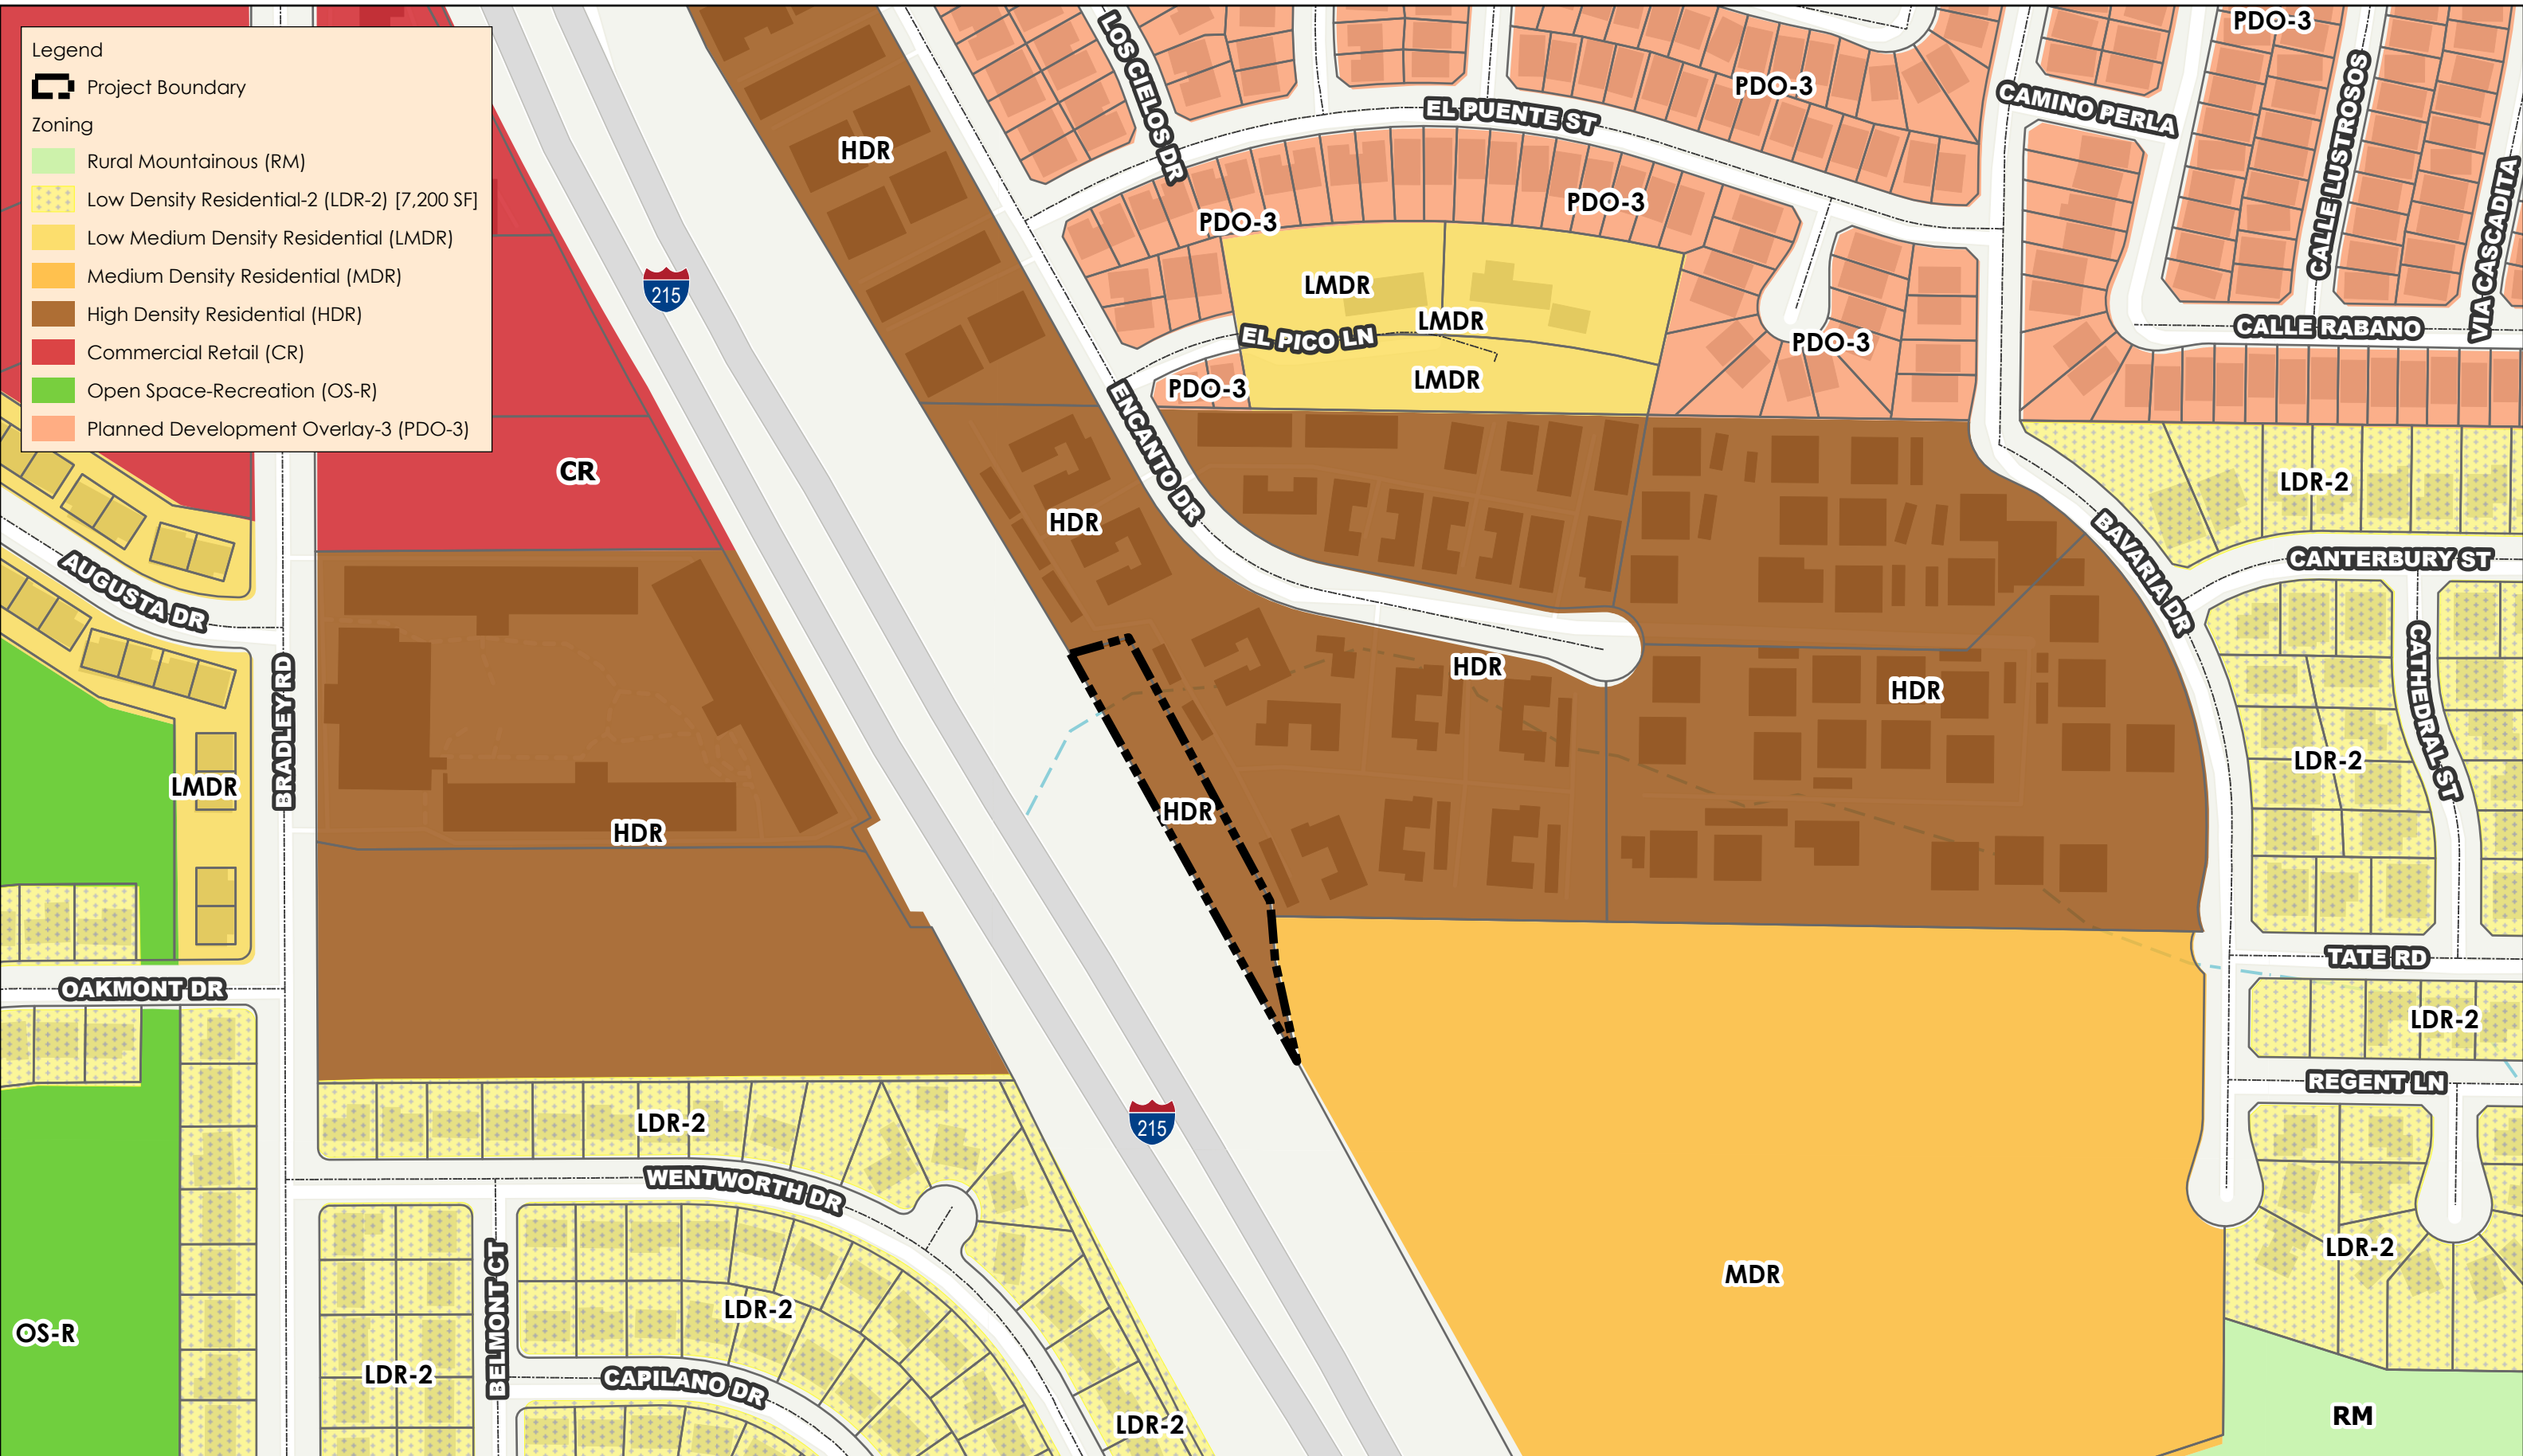 Legend
Project Boundary
Zoning
Rural Mountainous (RM)
Low Density Residential-2 (LDR-2) [7,200 SF]
Low Medium Density Residential (LMDR)
Medium Density Residential (MDR)
High Density Residential (HDR)
Commercial Retail (CR)
Open Space-Recreation (OS-R)
Planned Development Overlay-3 (PDO-3)
PDO-3
LOS CIELOS DR
PDO-3
CAMINO PERLA
CALLE LUSTROSOS
EL PUENTE ST
HDR
VIA CASCADITA
PDO-3
PDO-3
215
LMDR
LMDR
EL PICO LN
CALLE RABANO
PDO-3
LMDR
PDO-3
ENCANTO DR
CR
LDR-2
HDR
BAVARIA DR
CANTERBURY ST
AUGUSTA DR
HDR
HDR
CATHEDRAL ST
BRADLEY RD
LDR-2
LMDR
HDR
HDR
TATE RD
OAKMONT DR
LDR-2
REGENT LN
LDR-2
215
WENTWORTH DR
LDR-2
MDR
BELMONT CT
LDR-2
OS-R
LDR-2
CAPILANO DR
LDR-2
RM